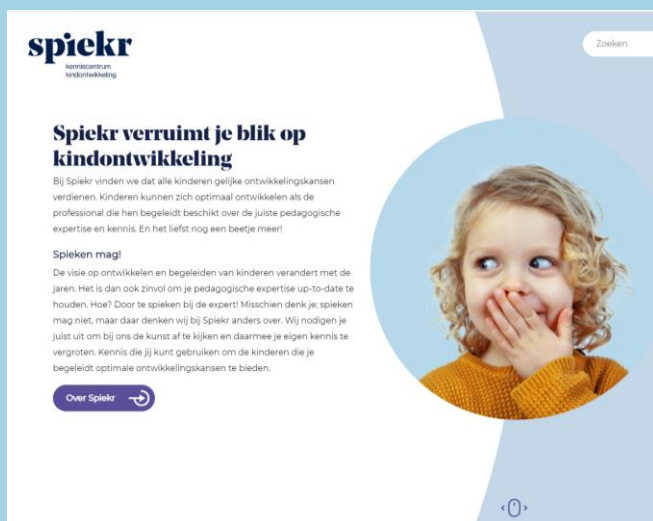 spiekr
kenniscentrum
kindontwikkeling
Zoeken
Spiekr verruimt je blik op
kindontwikkeling
Bij Spiekr vinden we dat alle kinderen gelijke ontwikkelingskansen
verdienen. Kinderen kunnen zich optimaal ontwikkelen als de
professional die hen begeleidt beschikt over de juiste pedagogische
expertise en kennis. En het liefst nog een beetje meer!
Spieken mag!
De visie op ontwikkelen en begeleiden van kinderen verandert met de
jaren. Het is dan ook zinvol om je pedagogische expertise up-to-date te
houden. Hoe? Door te spieken bij de expert! Misschien denk je: spieken
mag niet, maar daar denken wij bij Spiekr anders over. Wij nodigen je
juist uit om bij ons de kunst af te kijken en daarmee je eigen kennis te
vergroten. Kennis die jij kunt gebruiken om de kinderen die je
begeleidt optimale ontwikkelingskansen te bieden.
Over Spiekr